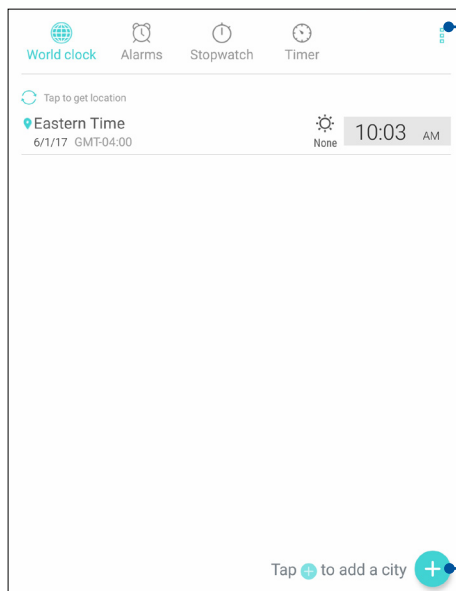 World clock Alarms Stopwatch Timer
Tap to get location
Eastern Time
6/1/17 GMT-04:00
None
10:03 AM
Tap + to add a city